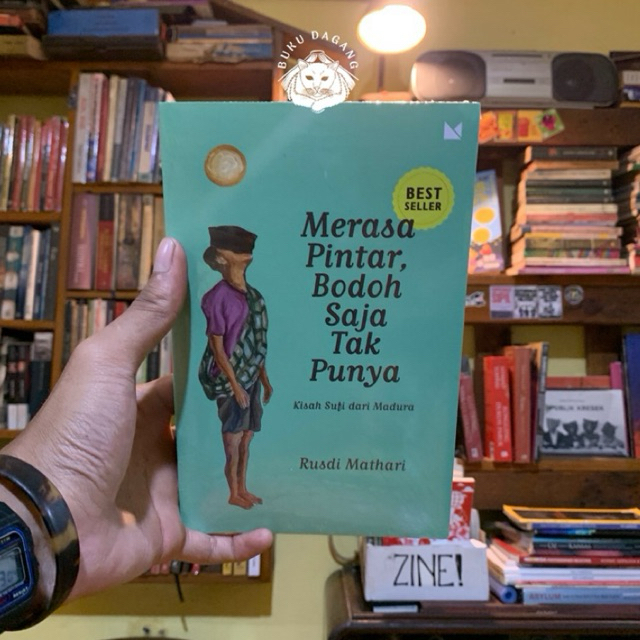 BUKU DAGANG
BEST
SELLER
Merasa
Pintar,
Bodoh
Saja
Tak
Punya
Kisah Sufi dari Madura
Rusdi Mathari
ZINE!